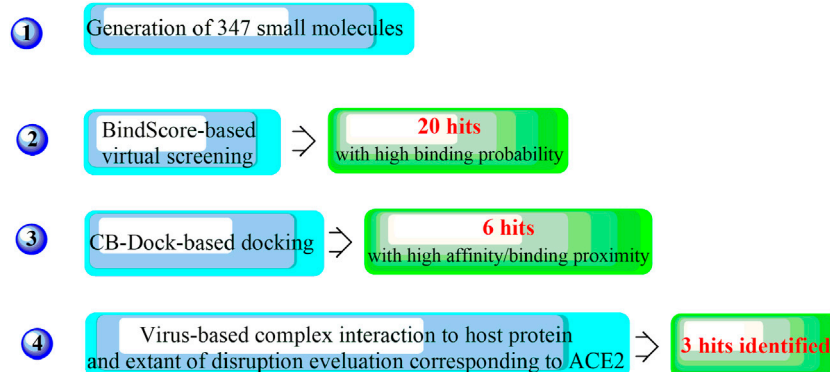 1
Generation of 347 small molecules
2
BindScore-based
virtual screening
20 hits
with high binding probability
3
CB-Dock-based docking
6 hits
with high affinity/binding proximity
4
Virus-based complex interaction to host protein
and extant of disruption eveluation corresponding to ACE2
3 hits identified